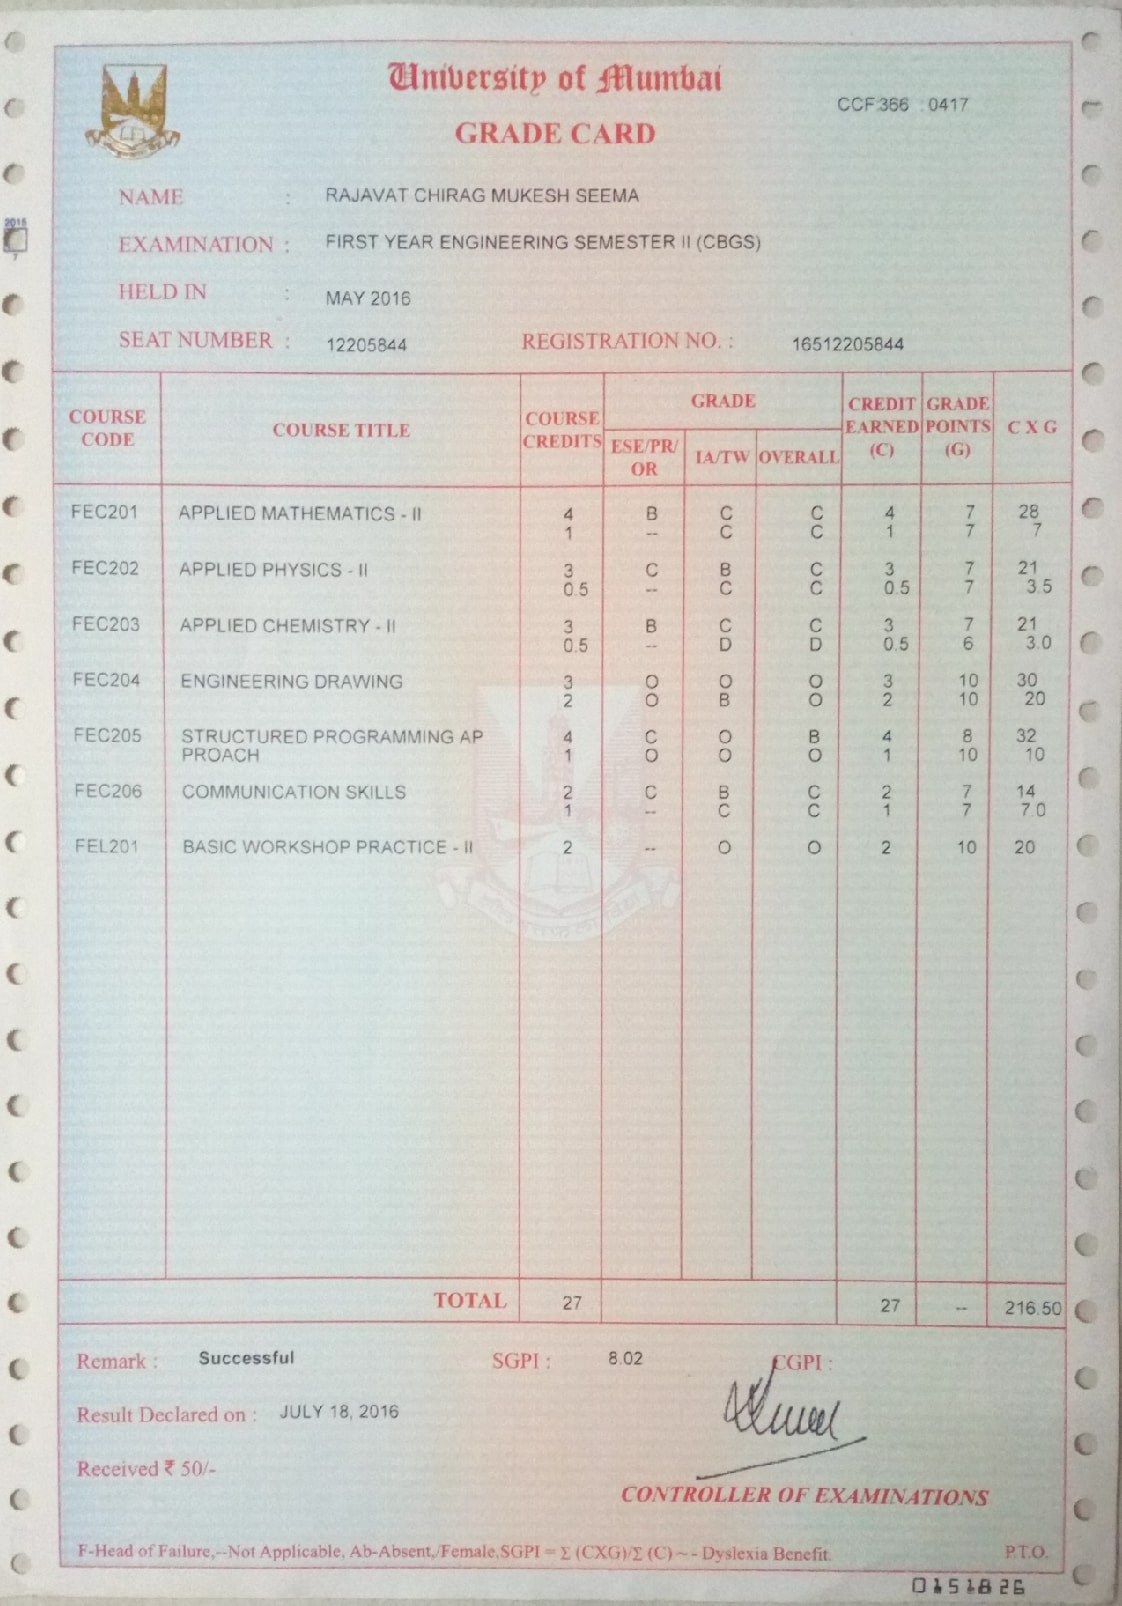 University of Mumbai
CCF:366 : 0417
GRADE CARD
NAME : RAJAVAT CHIRAG MUKESH SEEMA
2015
EXAMINATION : FIRST YEAR ENGINEERING SEMESTER II (CBGS)
7
HELD IN : MAY 2016
SEAT NUMBER : 12205844 REGISTRATION NO. : 16512205844
COURSE CODE COURSE TITLE COURSE CREDITS GRADE CREDIT EARNED (C) GRADE POINTS (G) C X G
ESE/PR/OR IA/TW OVERALL
FEC201 APPLIED MATHEMATICS - II 4 B C C 4 7 28
1 -- C C 1 7 7
FEC202 APPLIED PHYSICS - II 3 C B C 3 7 21
0.5 -- C C 0.5 7 3.5
FEC203 APPLIED CHEMISTRY - II 3 B C C 3 7 21
0.5 -- D D 0.5 6 3.0
FEC204 ENGINEERING DRAWING 3 O O O 3 10 30
2 O B O 2 10 20
FEC205 STRUCTURED PROGRAMMING AP 4 C O B 4 8 32
PROACH 1 O O O 1 10 10
FEC206 COMMUNICATION SKILLS 2 C B C 2 7 14
1 -- C C 1 7 7.0
FEL201 BASIC WORKSHOP PRACTICE - II 2 -- O O 2 10 20
TOTAL 27 27 -- 216.50
Remark : Successful SGPI : 8.02 CGPI :
Result Declared on : JULY 18, 2016
Received ₹ 50/-
CONTROLLER OF EXAMINATIONS
F-Head of Failure,--Not Applicable, Ab-Absent,/Female,SGPI = Σ (CXG)/Σ (C) ~ - Dyslexia Benefit P.T.O.
0151826